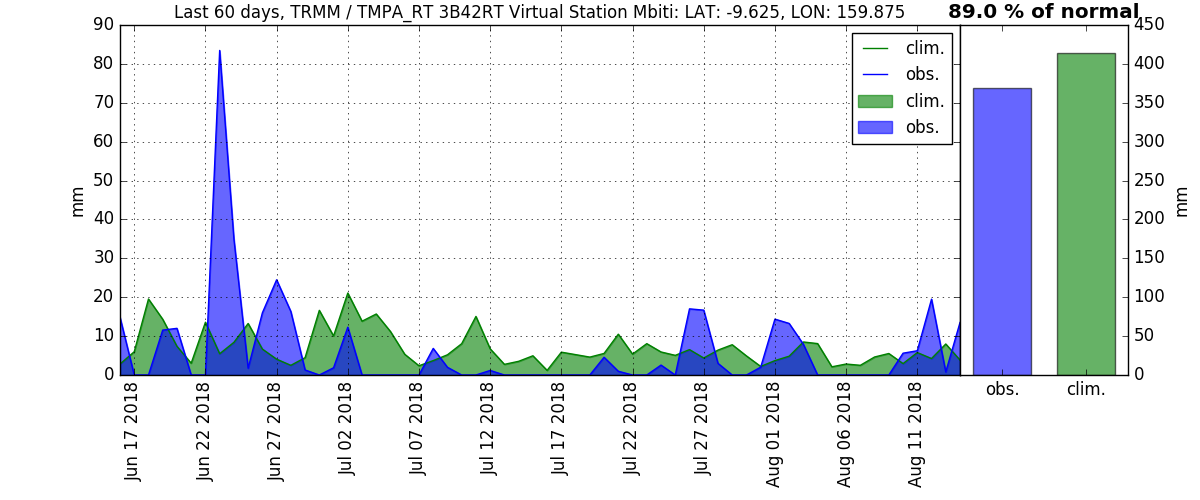 Last 60 days, TRMM / TMPA_RT 3B42RT Virtual Station Mbiti: LAT: -9.625, LON: 159.875
89.0 % of normal
90
80
70
60
50
40
30
20
10
0
mm
clim.
obs.
clim.
obs.
Jun 17 2018
Jun 22 2018
Jun 27 2018
Jul 02 2018
Jul 07 2018
Jul 12 2018
Jul 17 2018
Jul 22 2018
Jul 27 2018
Aug 01 2018
Aug 06 2018
Aug 11 2018
450
400
350
300
250
200
150
100
50
0
mm
obs.
clim.